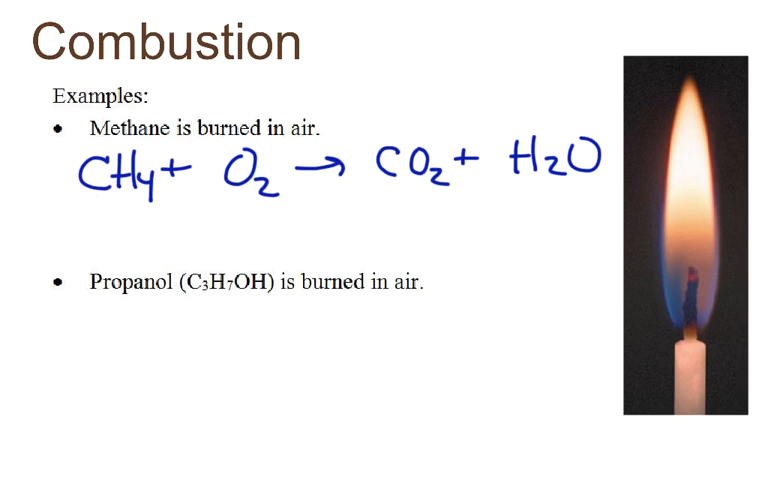 Combustion
Examples:
• Methane is burned in air.
CH₄ + O₂ → CO₂ + H₂O
• Propanol (C₃H₇OH) is burned in air.